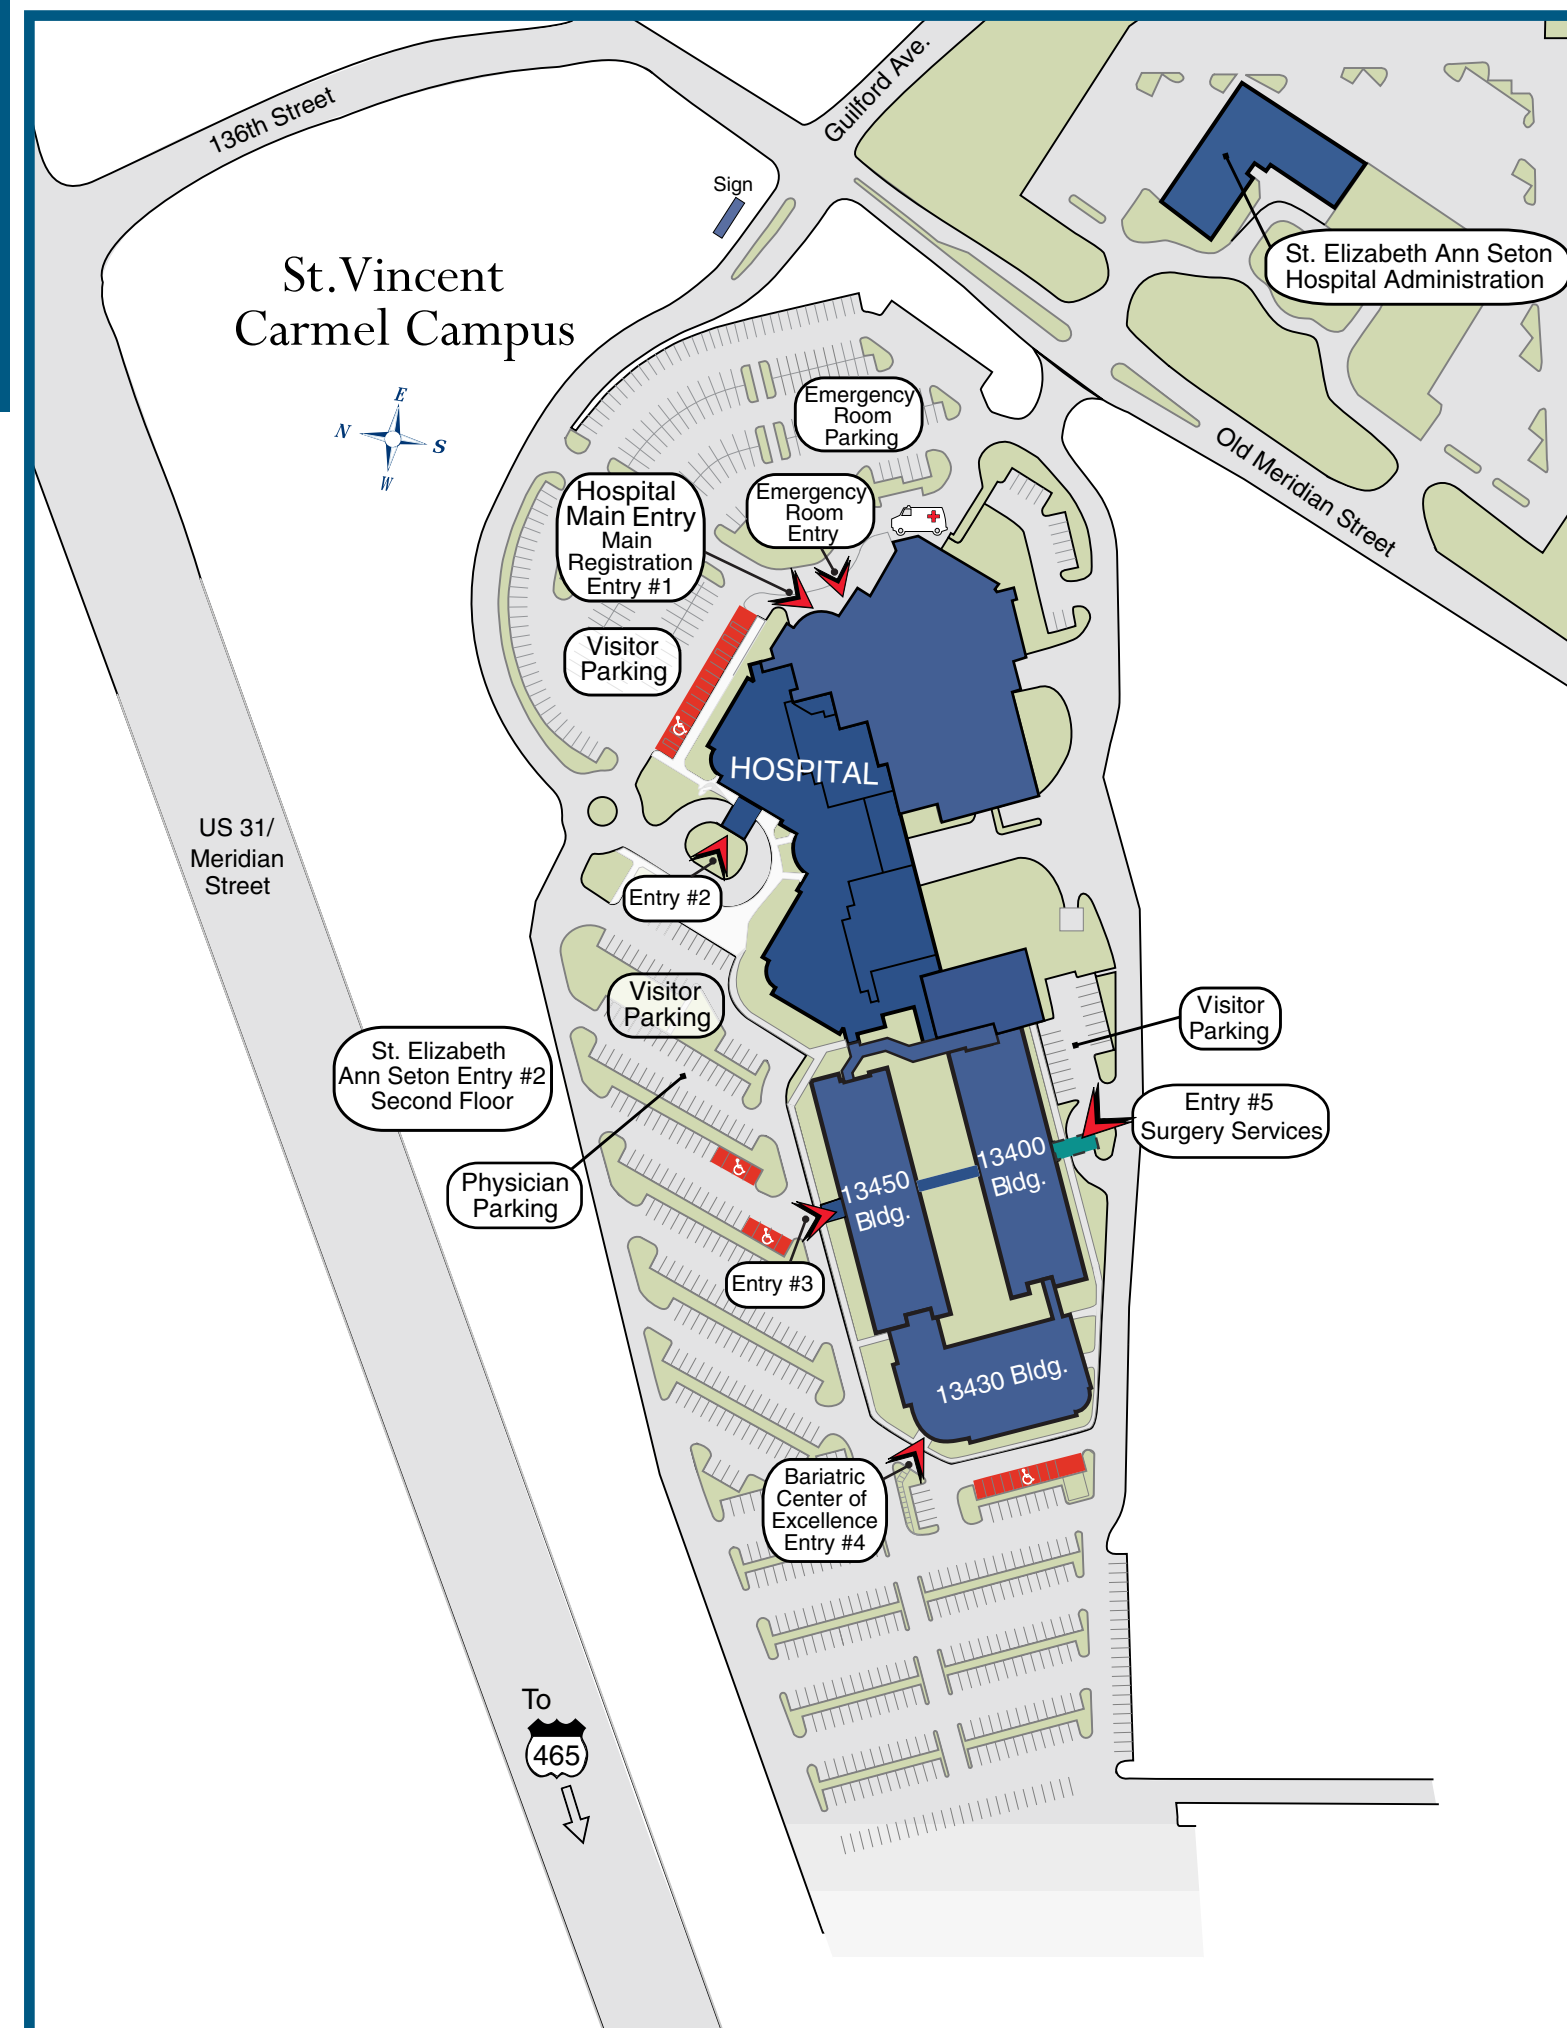 136th Street
Guilford Ave.
Sign
St.Vincent
Carmel Campus
E
N
S
W
St. Elizabeth Ann Seton
Hospital Administration
Emergency
Room
Parking
Old Meridian Street
Hospital
Main Entry
Main
Registration
Entry #1
Emergency
Room
Entry
Visitor
Parking
HOSPITAL
US 31/
Meridian
Street
Entry #2
Visitor
Parking
Visitor
Parking
St. Elizabeth
Ann Seton Entry #2
Second Floor
Entry #5
Surgery Services
Physician
Parking
13450
Bldg.
13400
Bldg.
Entry #3
13430 Bldg.
Bariatric
Center of
Excellence
Entry #4
To
465